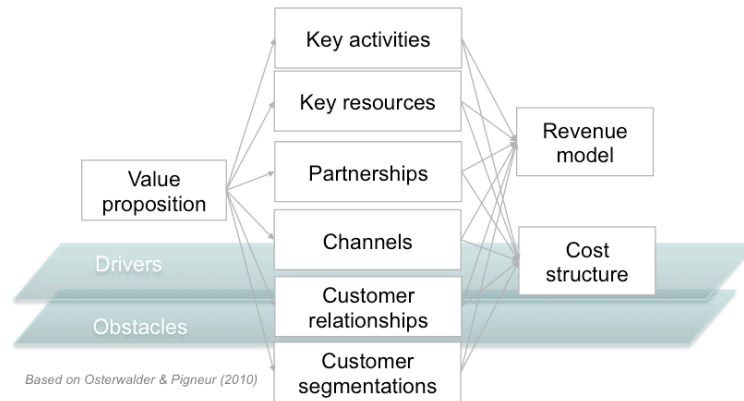 Key activities
Key resources
Revenue
model
Partnerships
Value
proposition
Channels
Cost
structure
Drivers
Customer
relationships
Obstacles
Customer
segmentations
Based on Osterwalder & Pigneur (2010)